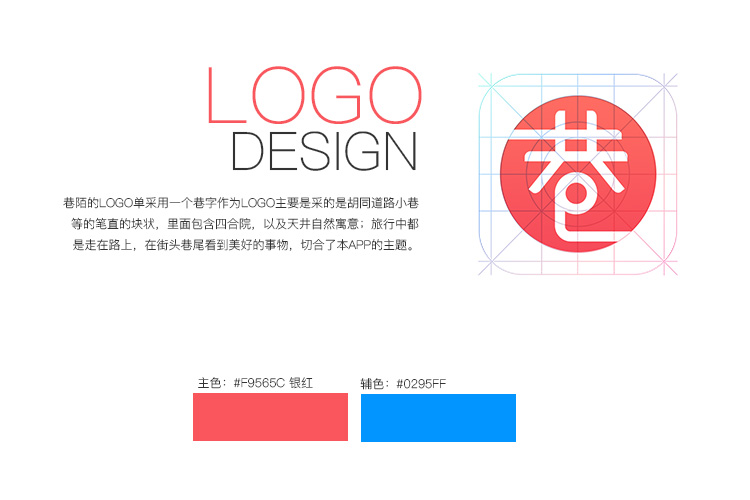 LOGO
DESIGN
巷陌的LOGO单采用一个巷字作为LOGO主要是采的是胡同道路小巷
等的笔直的块状，里面包含四合院，以及天井自然寓意；旅行中都
是走在路上，在街头巷尾看到美好的事物，切合了本APP的主题。
巷
主色：#F9565C 银红
辅色：#0295FF